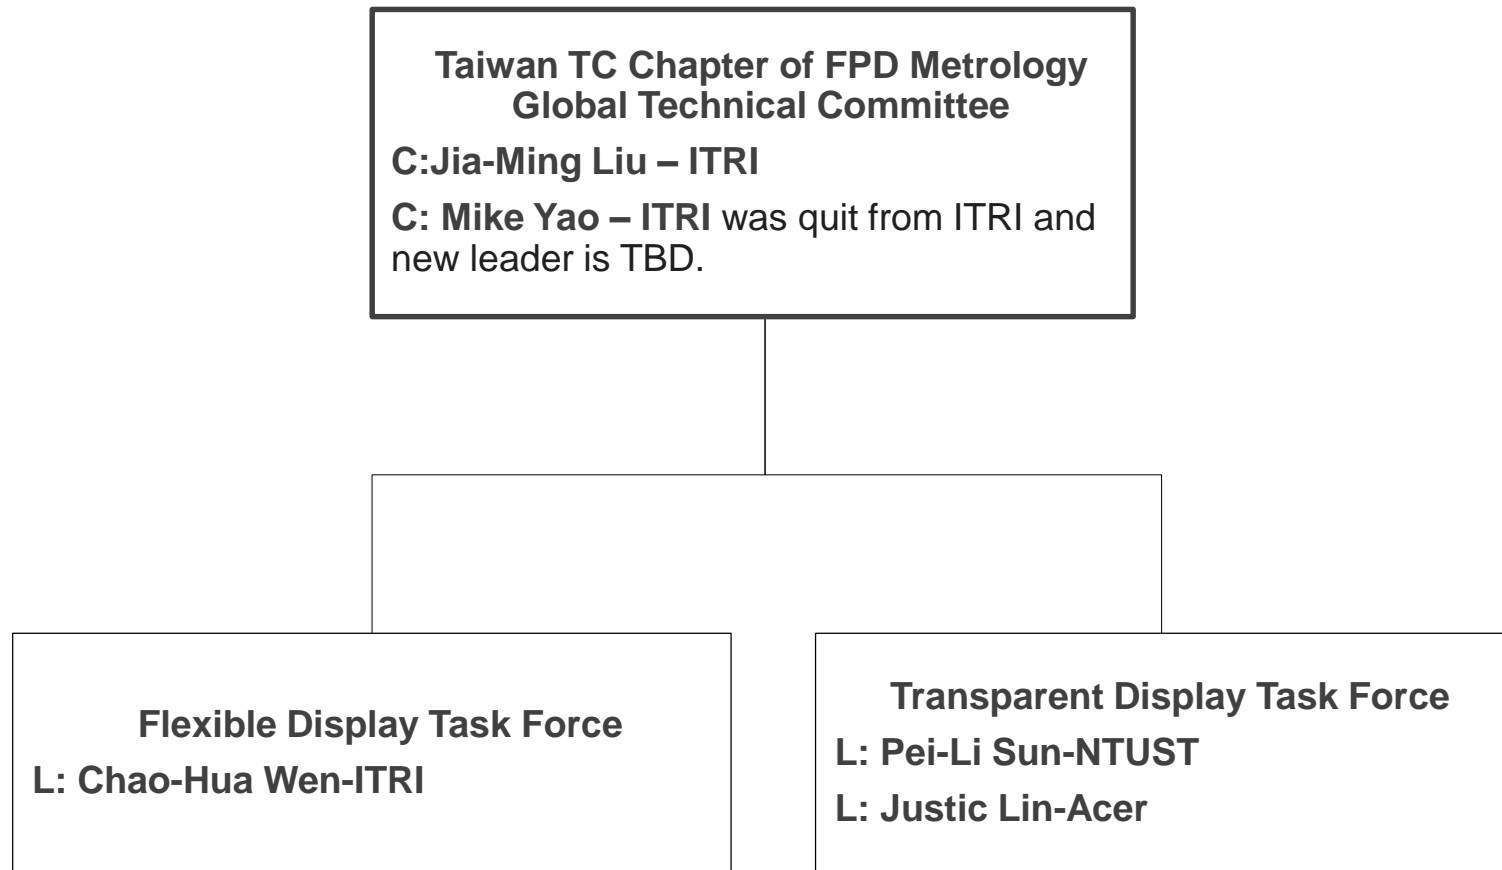 Taiwan TC Chapter of FPD Metrology
Global Technical Committee
C:Jia-Ming Liu – ITRI
C: Mike Yao – ITRI was quit from ITRI and
new leader is TBD.
Flexible Display Task Force
L: Chao-Hua Wen-ITRI
Transparent Display Task Force
L: Pei-Li Sun-NTUST
L: Justic Lin-Acer